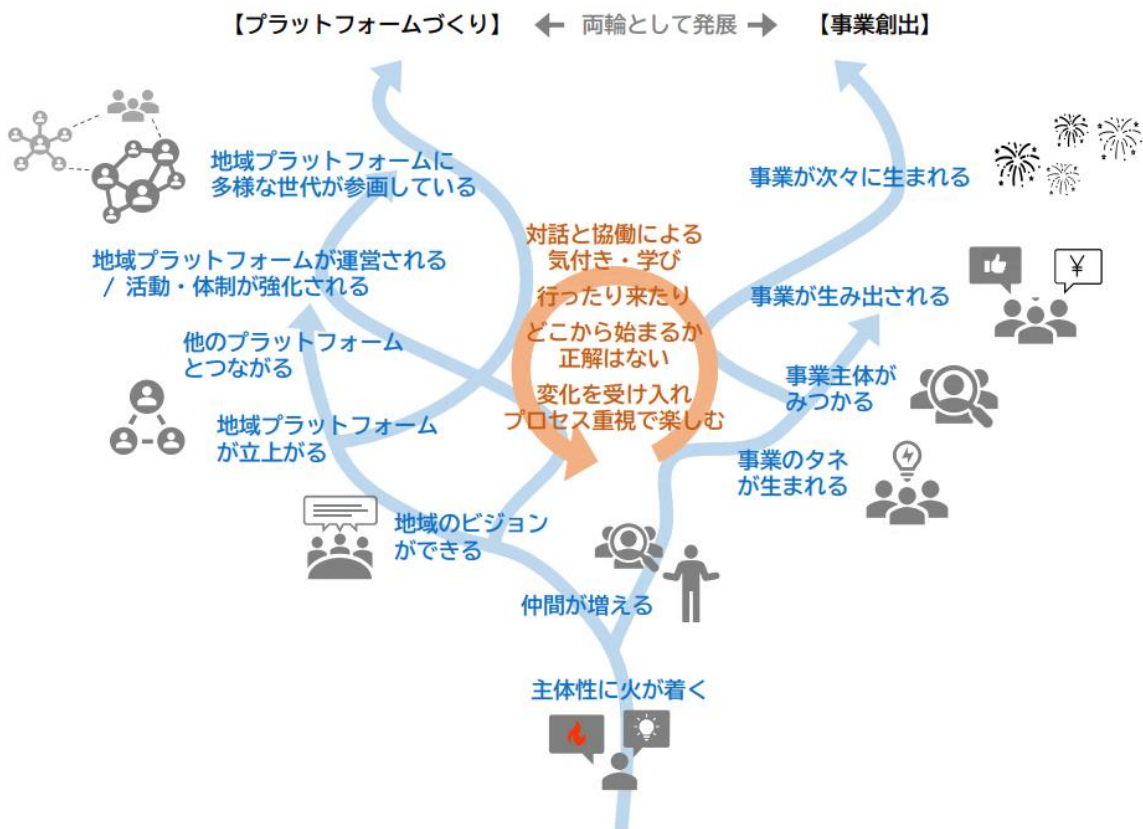 【プラットフォームづくり】 ← 両輪として発展 → 【事業創出】
地域プラットフォームに
多様な世代が参画している
事業が次々に生まれる
対話と協働による
気付き・学び
地域プラットフォームが運営される
/ 活動・体制が強化される
行ったり来たり
事業が生み出される
¥
どこから始まるか
正解はない
他のプラットフォーム
とつながる
変化を受け入れ
プロセス重視で楽しむ
事業主体が
みつかる
地域プラットフォーム
が立上がる
事業のタネ
が生まれる
地域のビジョン
ができる
仲間が増える
主体性に火が着く